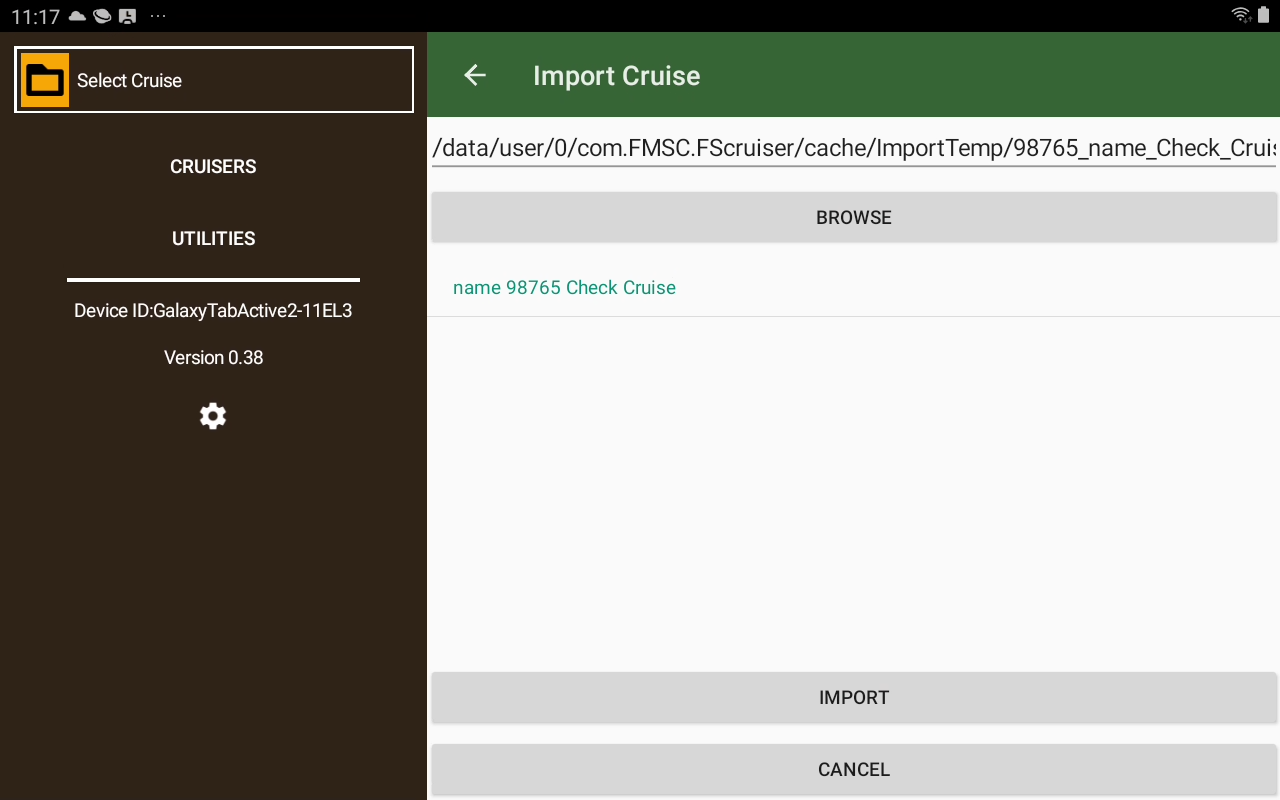 11:17
Select Cruise
CRUISERS
UTILITIES
Device ID:GalaxyTabActive2-11EL3
Version 0.38
Import Cruise
/data/user/0/com.FMSC.FScruiser/cache/ImportTemp/98765_name_Check_Cruis
BROWSE
name 98765 Check Cruise
IMPORT
CANCEL